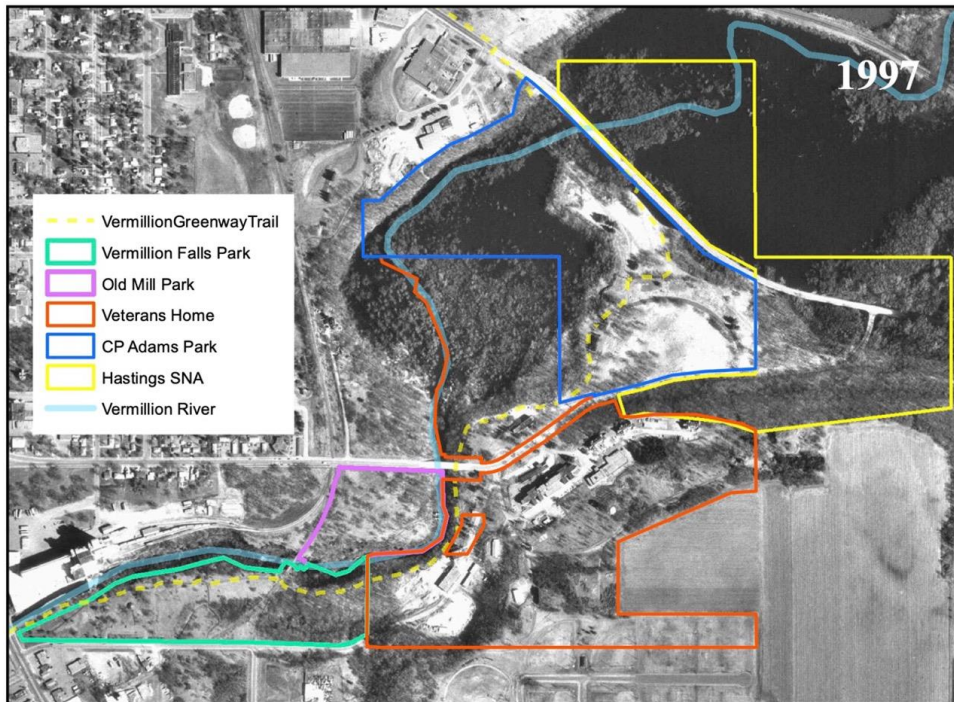 1997
VermillionGreenwayTrail
Vermillion Falls Park
Old Mill Park
Veterans Home
CP Adams Park
Hastings SNA
Vermillion River